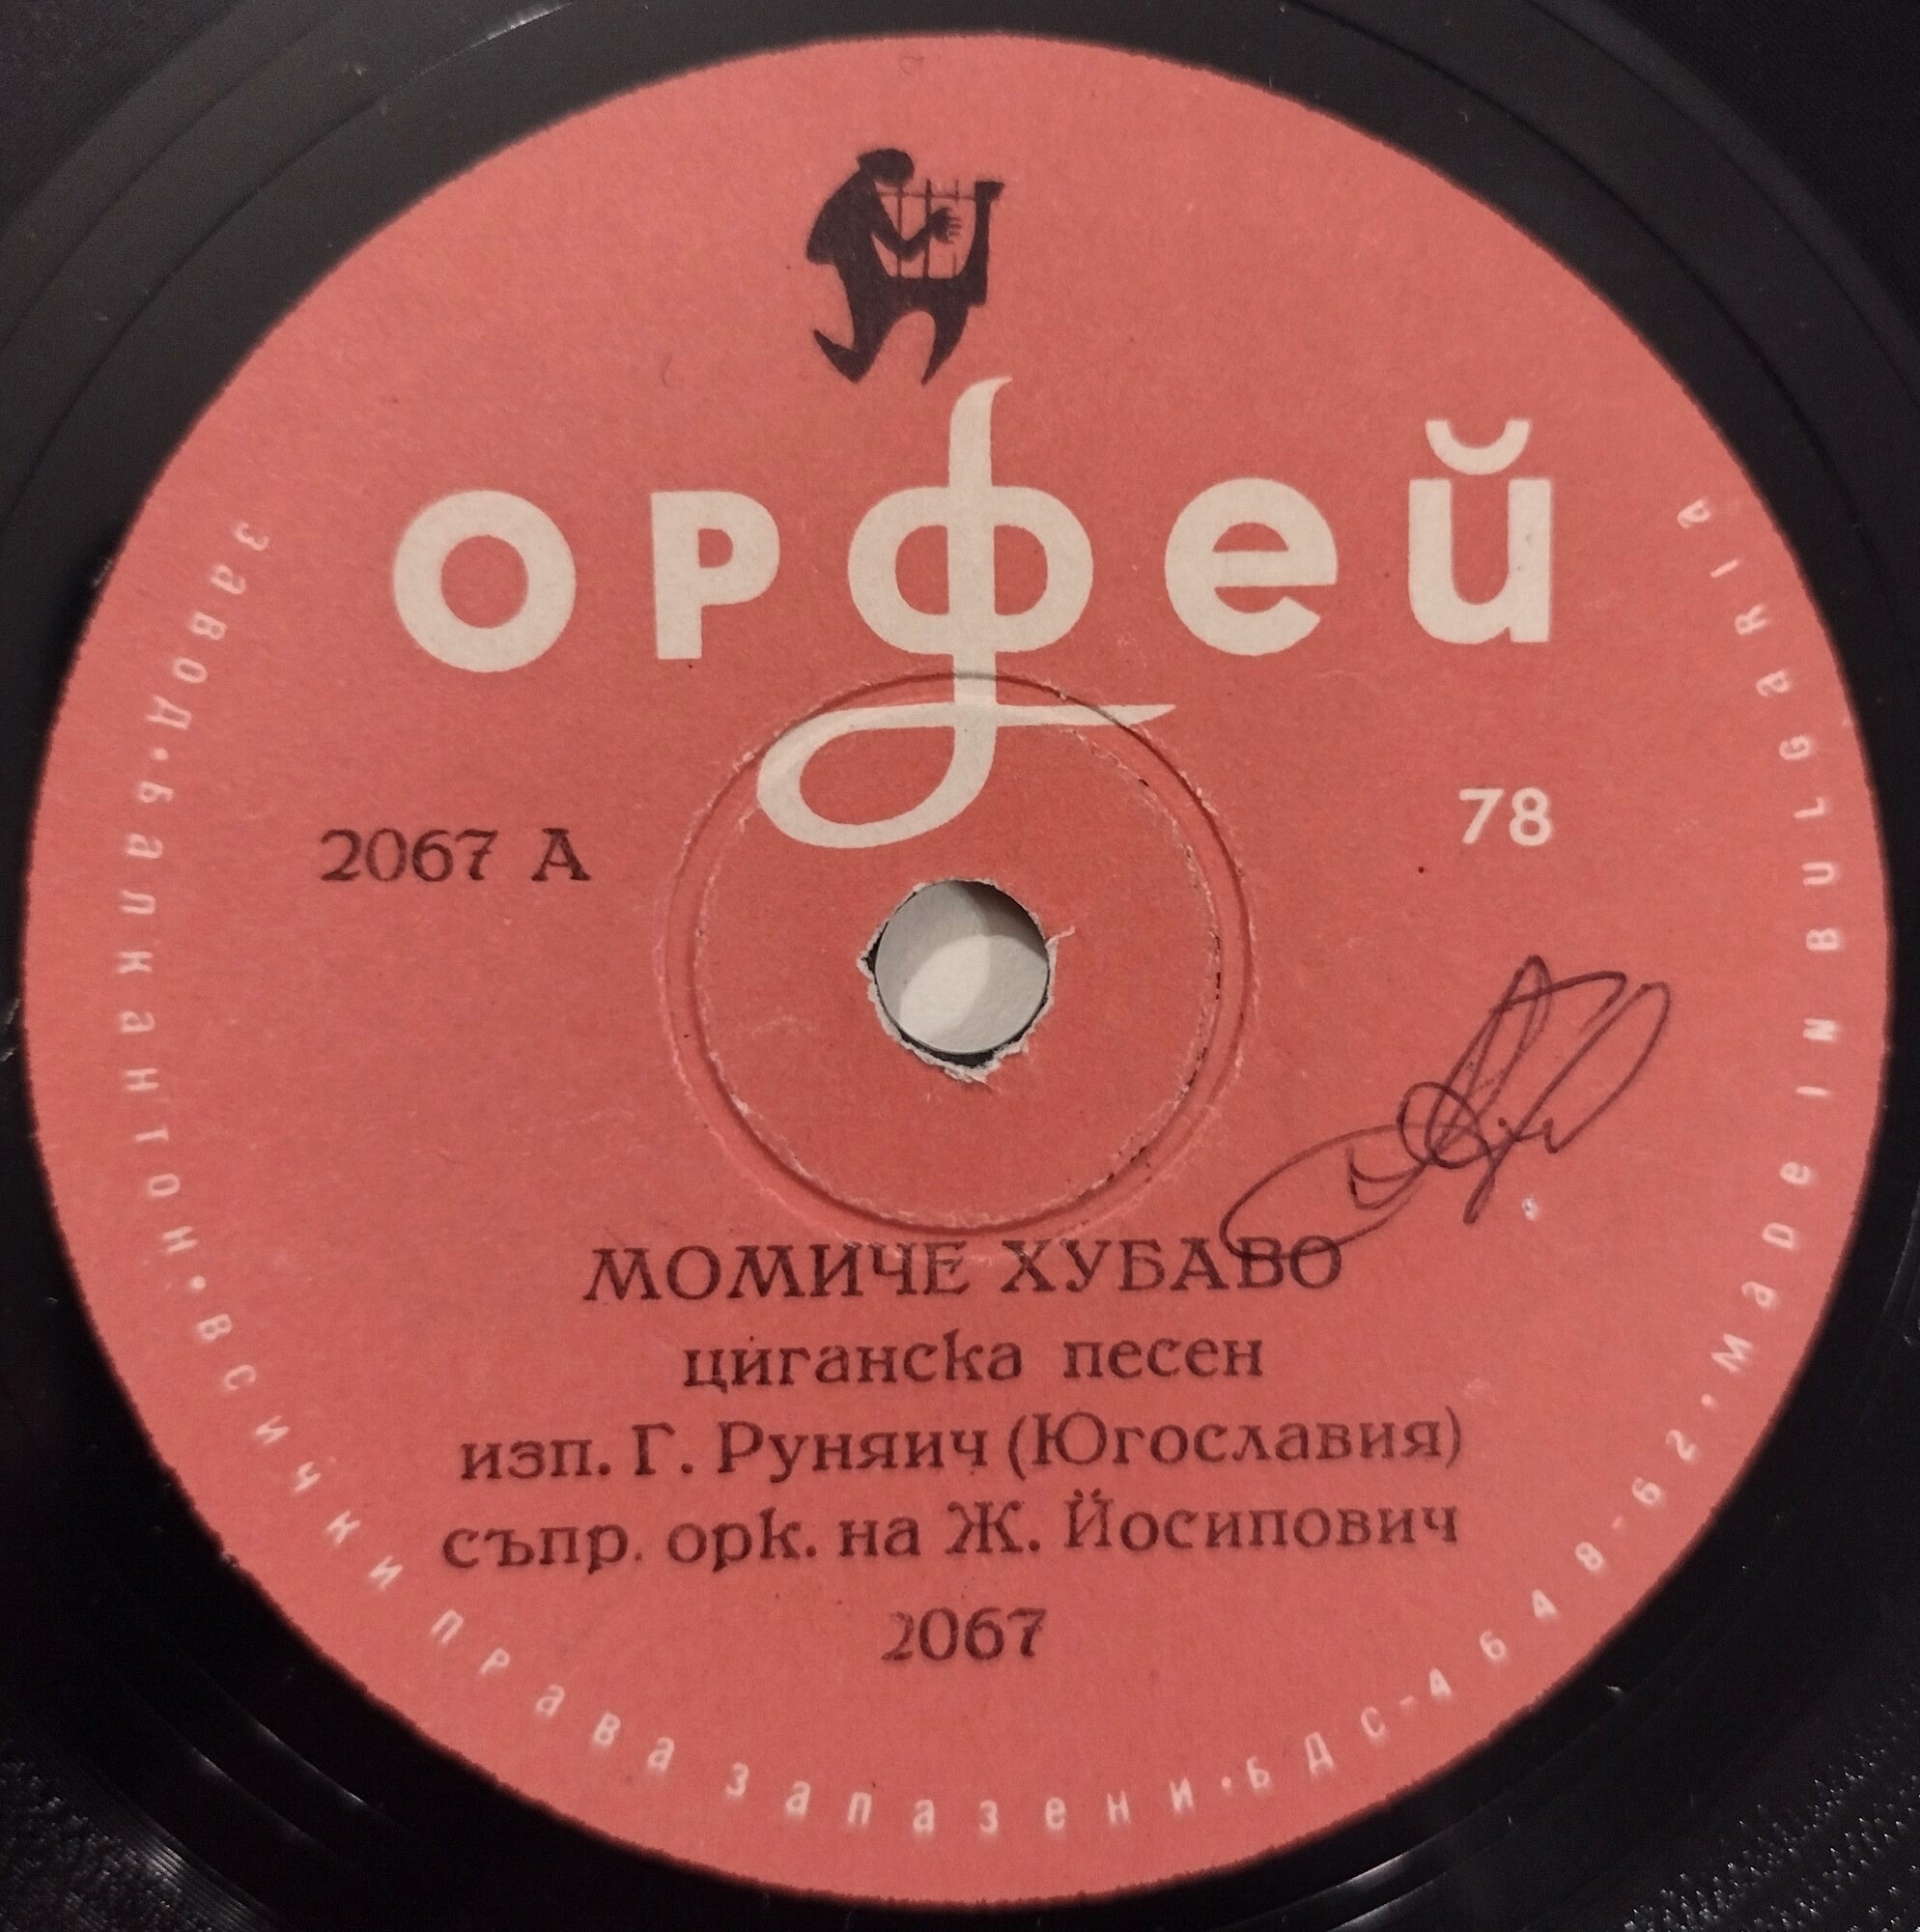 орфей
2067 А
78
МОМИЧЕ ХУБАВО
циганска песен
изп. Г. Руняич (Югославия)
съпр. орк. на Ж. Йосипович
2067
завод • балкантон • всички права запазени • БДС-4648-62 • made in BULGaRIa